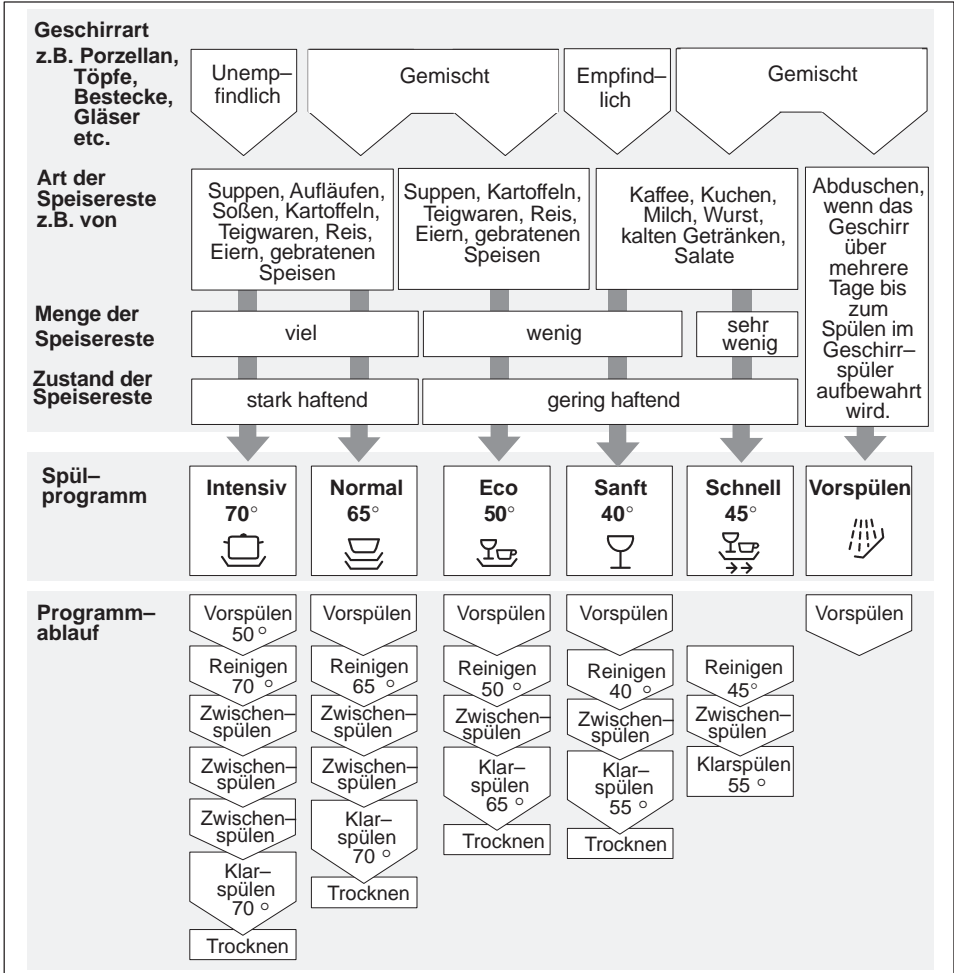 Geschirrart
z.B. Porzellan,
Töpfe,
Bestecke,
Gläser
etc.
Unemp–
findlich
Gemischt
Empfind–
lich
Gemischt
Art der
Speisereste
z.B. von
Suppen, Aufläufen,
Soßen, Kartoffeln,
Teigwaren, Reis,
Eiern, gebratenen
Speisen
Suppen, Kartoffeln,
Teigwaren, Reis,
Eiern, gebratenen
Speisen
Kaffee, Kuchen,
Milch, Wurst,
kalten Getränken,
Salate
Abduschen,
wenn das
Geschirr
über
mehrere
Tage bis
zum
Spülen im
Geschirr–
spüler
aufbewahrt
wird.
Menge der
Speisereste
viel
wenig
sehr
wenig
Zustand der
Speisereste
stark haftend
gering haftend
Spül–
programm
Intensiv
70°
Normal
65°
Eco
50°
Sanft
40°
Schnell
45°
Vorspülen
Programm–
ablauf
Vorspülen
50 °
Reinigen
70 °
Zwischen–
spülen
Zwischen–
spülen
Zwischen–
spülen
Klar–
spülen
70 °
Trocknen
Vorspülen
Reinigen
65 °
Zwischen–
spülen
Zwischen–
spülen
Klar–
spülen
70 °
Trocknen
Vorspülen
Reinigen
50 °
Zwischen–
spülen
Klar–
spülen
65 °
Trocknen
Vorspülen
Reinigen
40 °
Zwischen–
spülen
Klar–
spülen
55 °
Trocknen
Reinigen
45°
Zwischen–
spülen
Klarspülen
55 °
Vorspülen